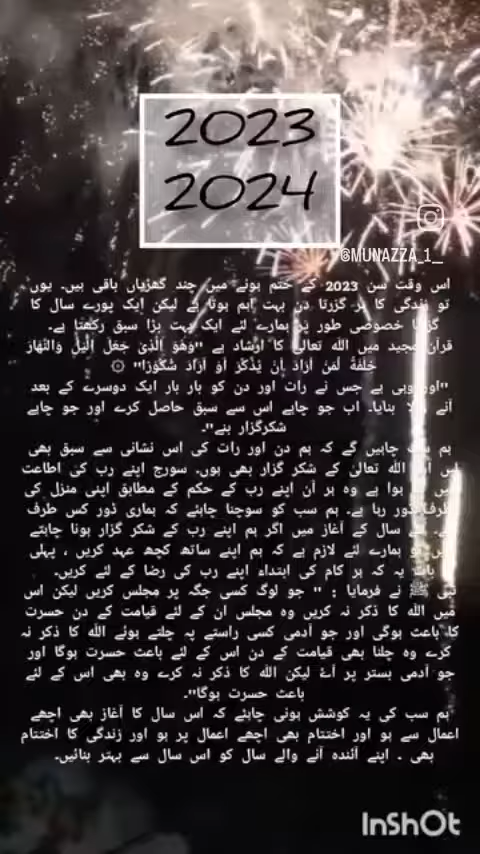 2023
2024
@MUNAZZA_1_
اس وقت سن 2023 کے ختم ہونے میں چند گھڑیاں باقی ہیں۔ یوں
تو زندگی کا ہر گزرتا دن بہت اہم ہوتا ہے لیکن ایک پورے سال کا
گزرنا خصوصی طور پر ہمارے لئے ایک بہت بڑا سبق رکھتا ہے۔
قرآن مجید میں اللہ تعالیٰ کا ارشاد ہے "وَهُوَ الَّذِىْ جَعَلَ الَّيْلَ وَالنَّهَارَ
خِلْفَةً لِّمَنْ اَرَادَ اَنْ يَّذَّكَّرَ اَوْ اَرَادَ شُكُوْرًا" ۞
"اور وہی ہے جس نے رات اور دن کو بار بار ایک دوسرے کے بعد
آنے والا بنایا۔ اب جو چاہے اس سے سبق حاصل کرے اور جو چاہے
شکرگزار بنے"۔
ہم سب چاہیں گے کہ ہم دن اور رات کی اس نشانی سے سبق بھی
لیں اور اللہ تعالیٰ کے شکر گزار بھی ہوں۔ سورج اپنے رب کی اطاعت
میں ہوا ہے وہ ہر آن اپنے رب کے حکم کے مطابق اپنی منزل کی
طرف دوڑ رہا ہے۔ ہم سب کو سوچنا چاہئے کہ ہماری دوڑ کس طرف
ہے۔ نئے سال کے آغاز میں اگر ہم اپنے رب کے شکر گزار ہونا چاہتے
ہیں تو ہمارے لئے لازم ہے کہ ہم اپنے ساتھ کچھ عہد کریں ، پہلی
بات یہ کہ ہر کام کی ابتداء اپنے رب کی رضا کے لئے کریں۔
نبی ﷺ نے فرمایا : " جو لوگ کسی جگہ پر مجلس کریں لیکن اس
میں اللہ کا ذکر نہ کریں وہ مجلس ان کے لئے قیامت کے دن حسرت
کا باعث ہوگی اور جو آدمی کسی راستے پہ چلتے ہوئے اللہ کا ذکر نہ
کرے وہ چلنا بھی قیامت کے دن اس کے لئے باعث حسرت ہوگا اور
جو آدمی بستر پر آئے لیکن اللہ کا ذکر نہ کرے وہ بھی اس کے لئے
باعث حسرت ہوگا"۔
ہم سب کی یہ کوشش ہونی چاہئے کہ اس سال کا آغاز بھی اچھے
اعمال سے ہو اور اختتام بھی اچھے اعمال پر ہو اور زندگی کا اختتام
بھی ۔ اپنے آئندہ آنے والے سال کو اس سال سے بہتر بنائیں۔
InShOt